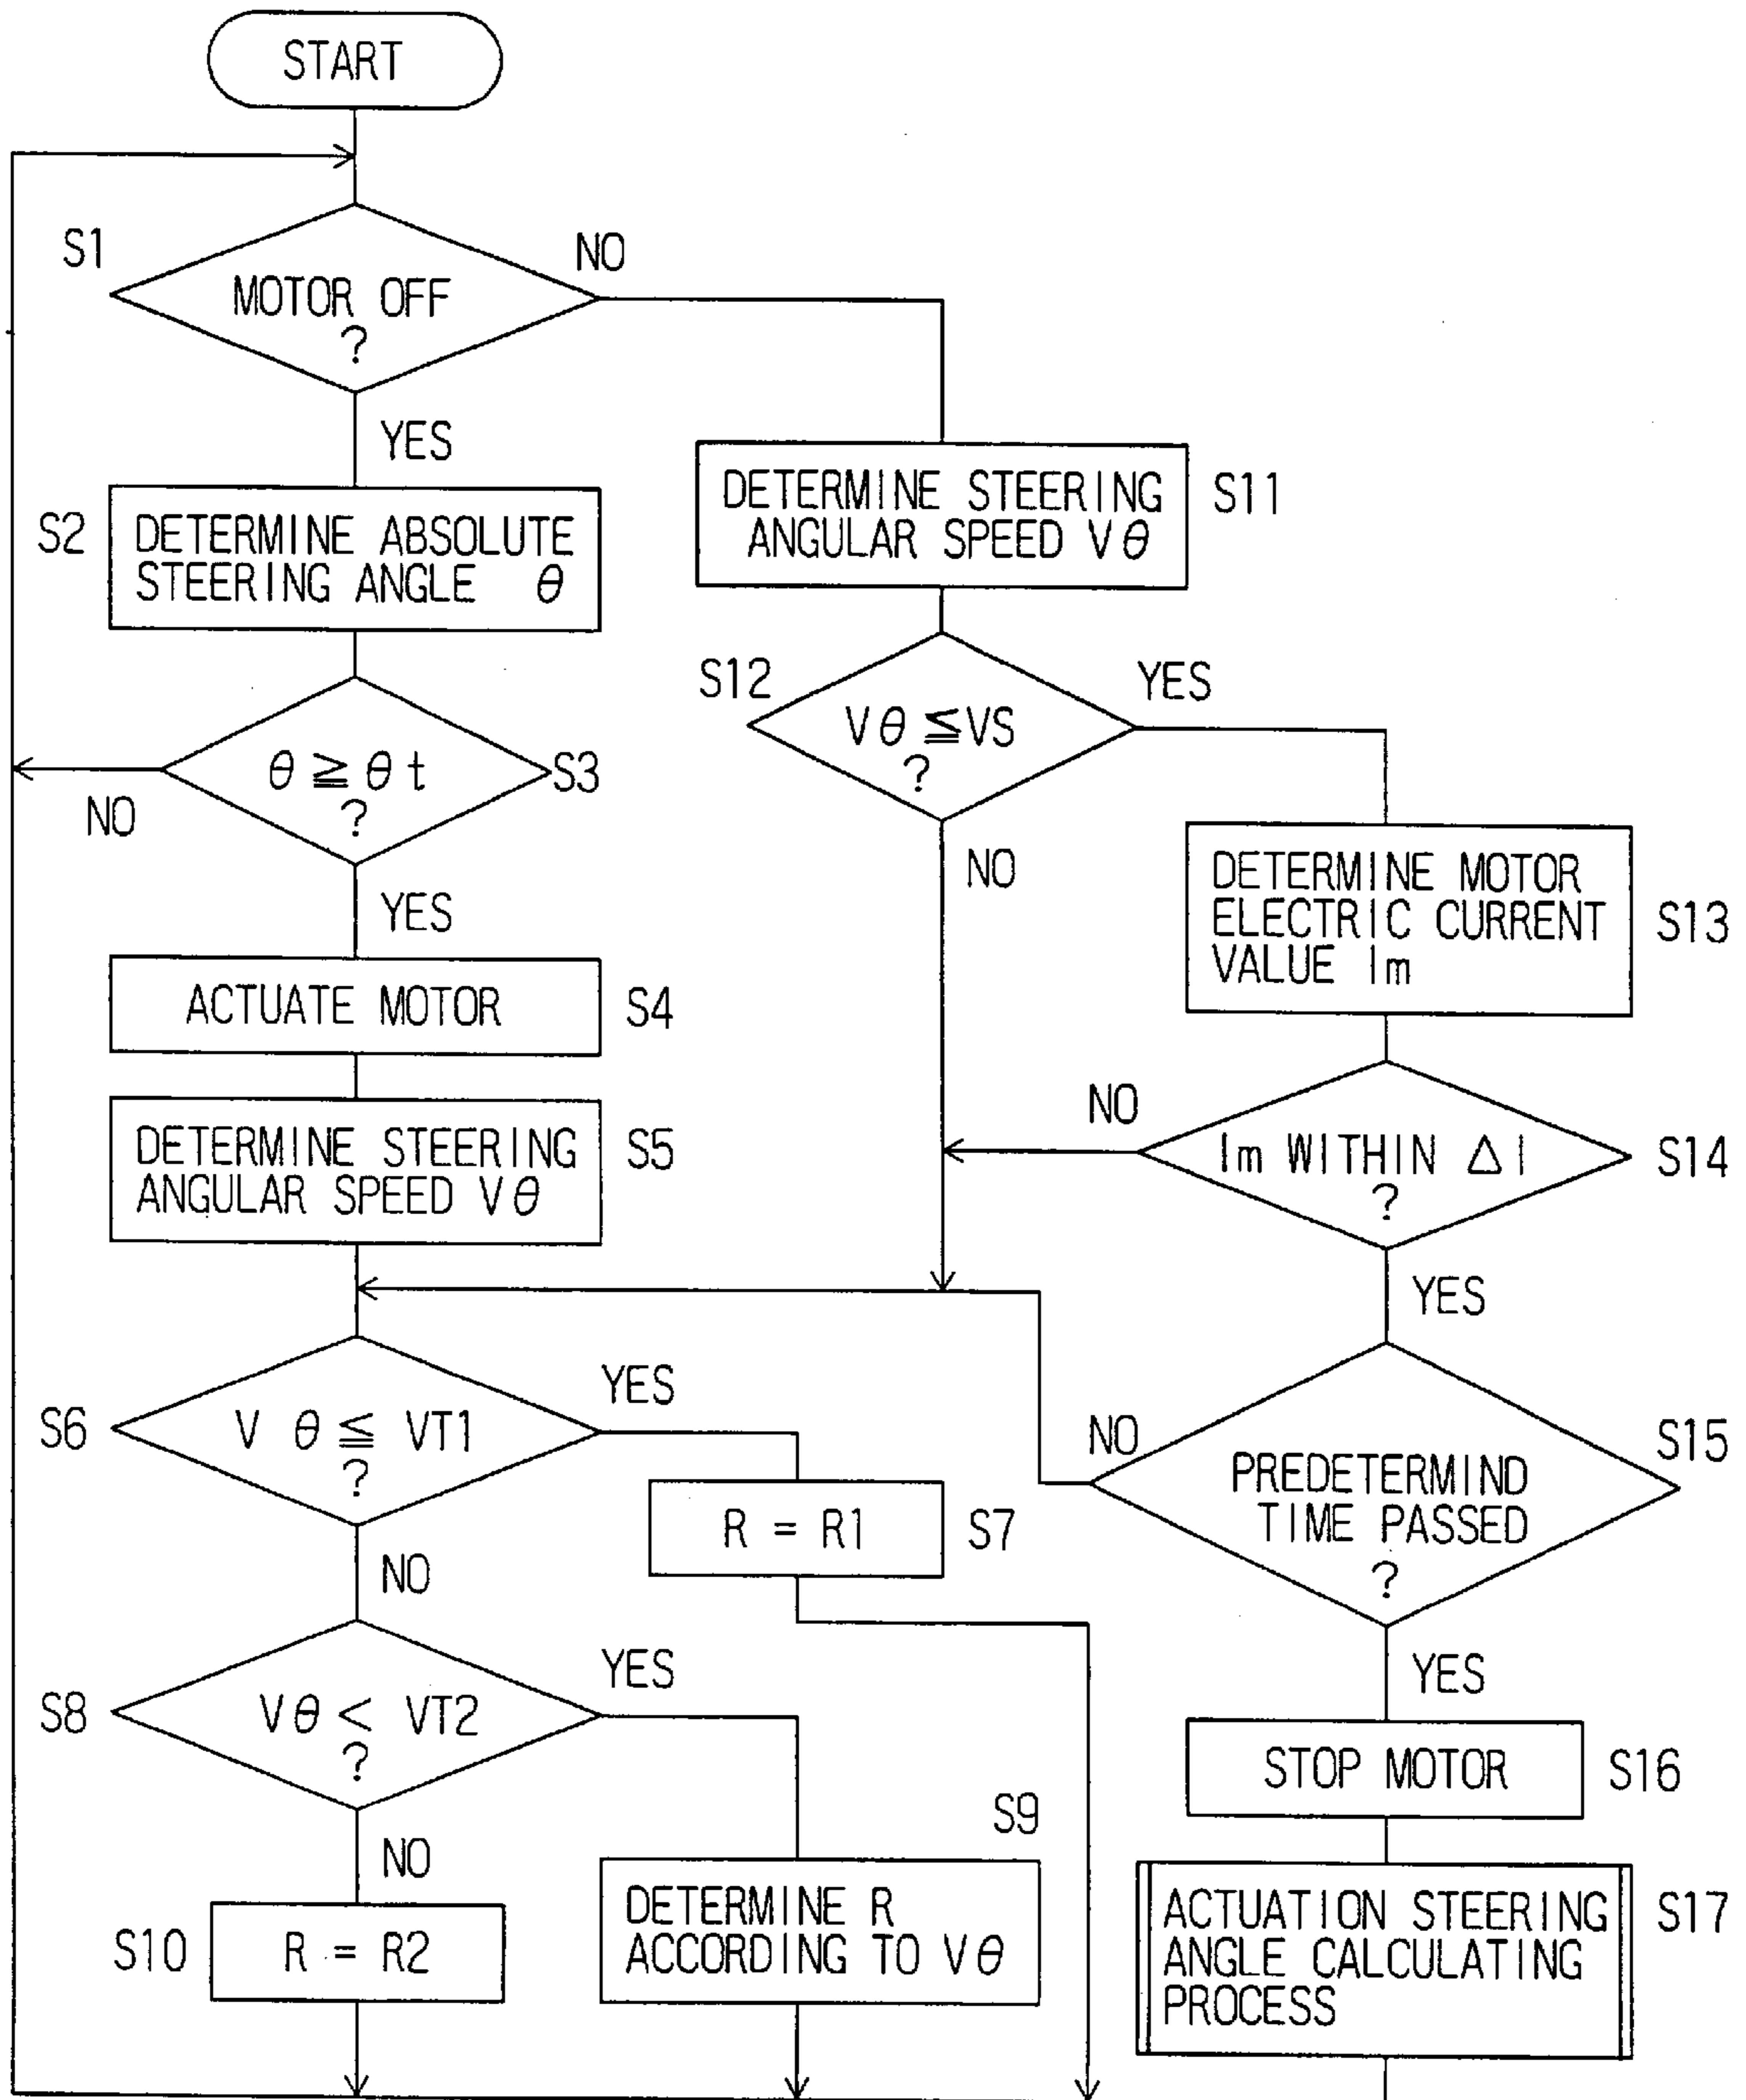 START
S1
MOTOR OFF
?
NO
YES
S2
DETERMINE ABSOLUTE
STEERING ANGLE θ
S3
θ ≧ θt
?
NO
YES
ACTUATE MOTOR
S4
DETERMINE STEERING
ANGULAR SPEED Vθ
S5
S6
V θ ≦ VT1
?
YES
NO
R = R1
S7
S8
Vθ < VT2
?
YES
NO
S9
DETERMINE R
ACCORDING TO Vθ
S10
R = R2
DETERMINE STEERING
ANGULAR SPEED Vθ
S11
S12
Vθ ≦VS
?
YES
NO
DETERMINE MOTOR
ELECTRIC CURRENT
VALUE Im
S13
NO
Im WITHIN ΔI
?
S14
YES
NO
S15
PREDETERMIND
TIME PASSED
?
YES
STOP MOTOR
S16
ACTUATION STEERING
ANGLE CALCULATING
PROCESS
S17